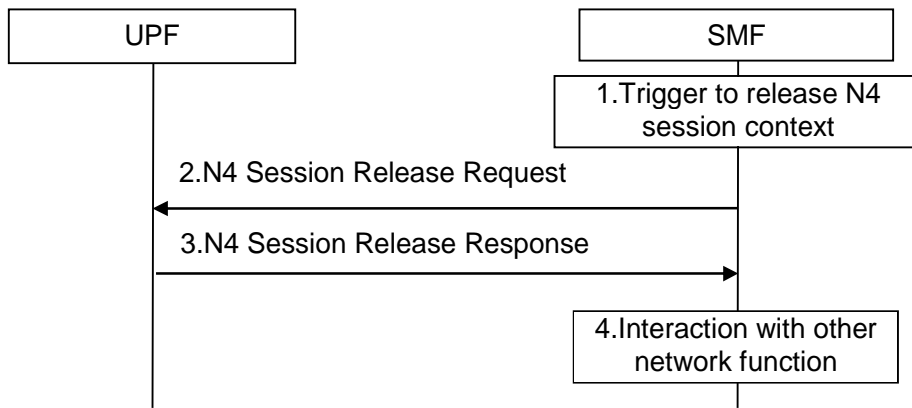 UPF
SMF
1.Trigger to release N4
session context
2.N4 Session Release Request
3.N4 Session Release Response
4.Interaction with other
network function